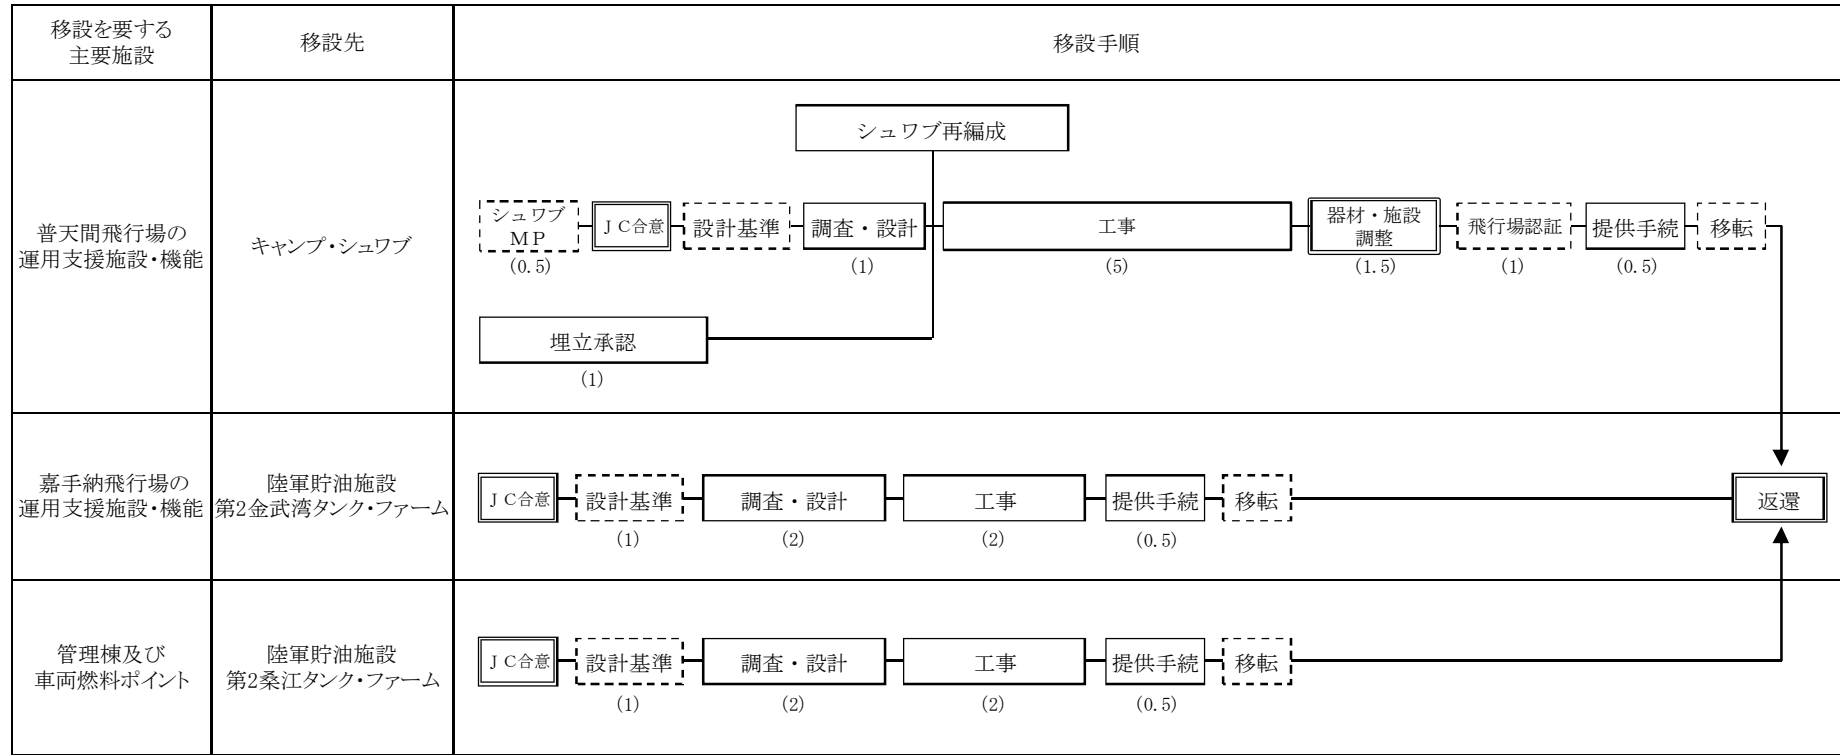 移設を要する
主要施設
移設先
移設手順
普天間飛行場の
運用支援施設・機能
キャンプ・シュワブ
シュワブ再編成
シュワブ
MP
(0.5)
JC合意
設計基準
調査・設計
(1)
工事
(5)
器材・施設
調整
(1.5)
飛行場認証
(1)
提供手続
(0.5)
移転
埋立承認
(1)
嘉手納飛行場の
運用支援施設・機能
陸軍貯油施設
第2金武湾タンク・ファーム
JC合意
設計基準
(1)
調査・設計
(2)
工事
(2)
提供手続
(0.5)
移転
返還
管理棟及び
車両燃料ポイント
陸軍貯油施設
第2桑江タンク・ファーム
JC合意
設計基準
(1)
調査・設計
(2)
工事
(2)
提供手続
(0.5)
移転